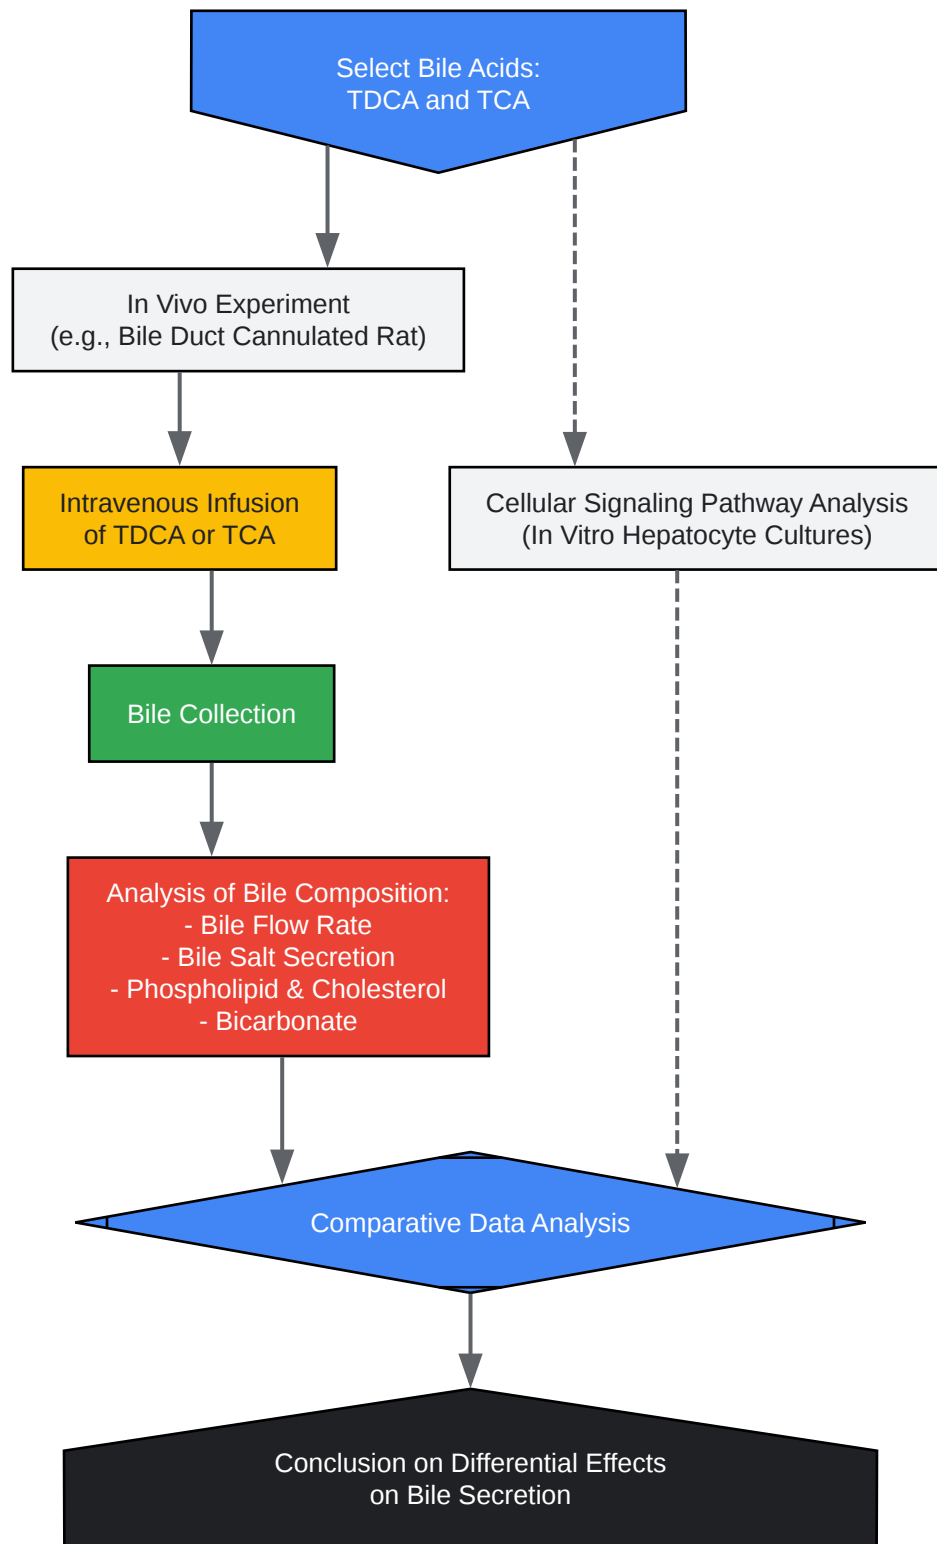 Select Bile Acids:
TDCA and TCA
In Vivo Experiment
(e.g., Bile Duct Cannulated Rat)
Intravenous Infusion
of TDCA or TCA
Cellular Signaling Pathway Analysis
(In Vitro Hepatocyte Cultures)
Bile Collection
Analysis of Bile Composition:
- Bile Flow Rate
- Bile Salt Secretion
- Phospholipid & Cholesterol
- Bicarbonate
Comparative Data Analysis
Conclusion on Differential Effects
on Bile Secretion